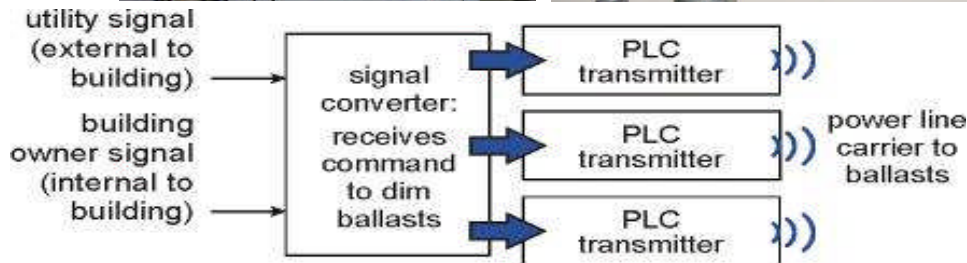 utility signal
(external to
building)
building
owner signal
(internal to
building)
signal
converter:
receives
command
to dim
ballasts
PLC
transmitter
PLC
transmitter
PLC
transmitter
power line
carrier to
ballasts